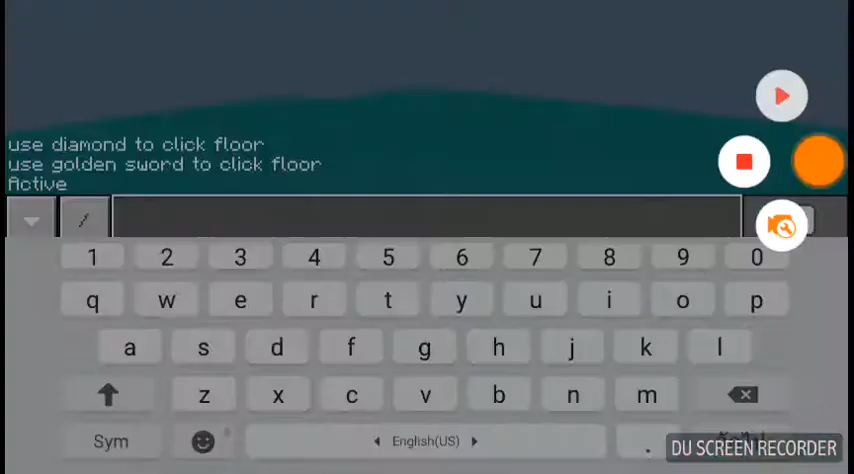 use diamond to click floor
use golden sword to click floor
Active
/
1 2 3 4 5 6 7 8 9 0
q w e r t y u i o p
a s d f g h j k l
z x c v b n m
Sym
English(US)
.
DU SCREEN RECORDER